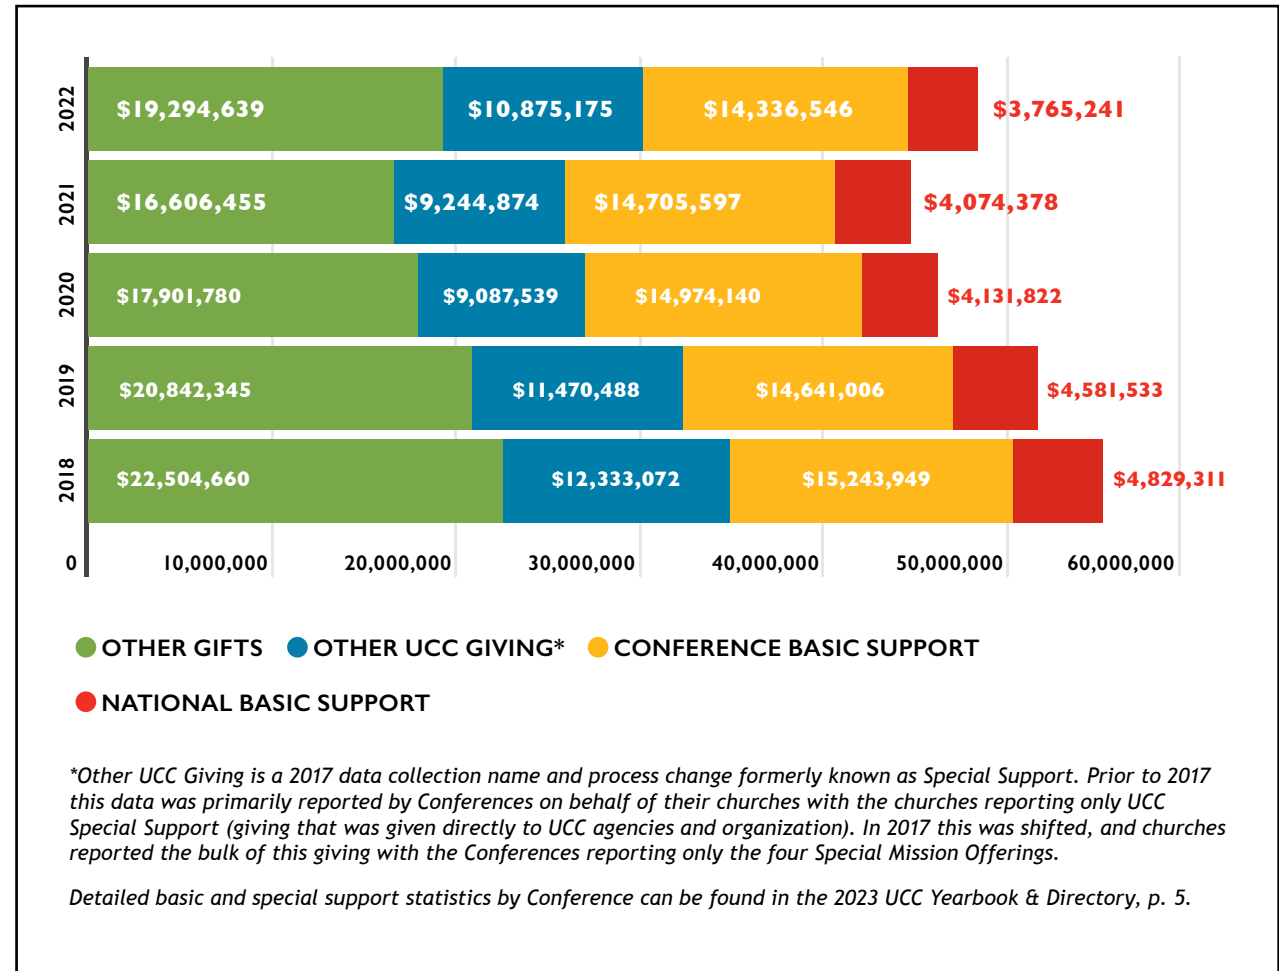 2022
$19,294,639 $10,875,175 $14,336,546 $3,765,241
2021
$16,606,455 $9,244,874 $14,705,597 $4,074,378
2020
$17,901,780 $9,087,539 $14,974,140 $4,131,822
2019
$20,842,345 $11,470,488 $14,641,006 $4,581,533
2018
$22,504,660 $12,333,072 $15,243,949 $4,829,311
0 10,000,000 20,000,000 30,000,000 40,000,000 50,000,000 60,000,000
OTHER GIFTS OTHER UCC GIVING* CONFERENCE BASIC SUPPORT
NATIONAL BASIC SUPPORT
*Other UCC Giving is a 2017 data collection name and process change formerly known as Special Support. Prior to 2017
this data was primarily reported by Conferences on behalf of their churches with the churches reporting only UCC
Special Support (giving that was given directly to UCC agencies and organization). In 2017 this was shifted, and churches
reported the bulk of this giving with the Conferences reporting only the four Special Mission Offerings.
Detailed basic and special support statistics by Conference can be found in the 2023 UCC Yearbook & Directory, p. 5.